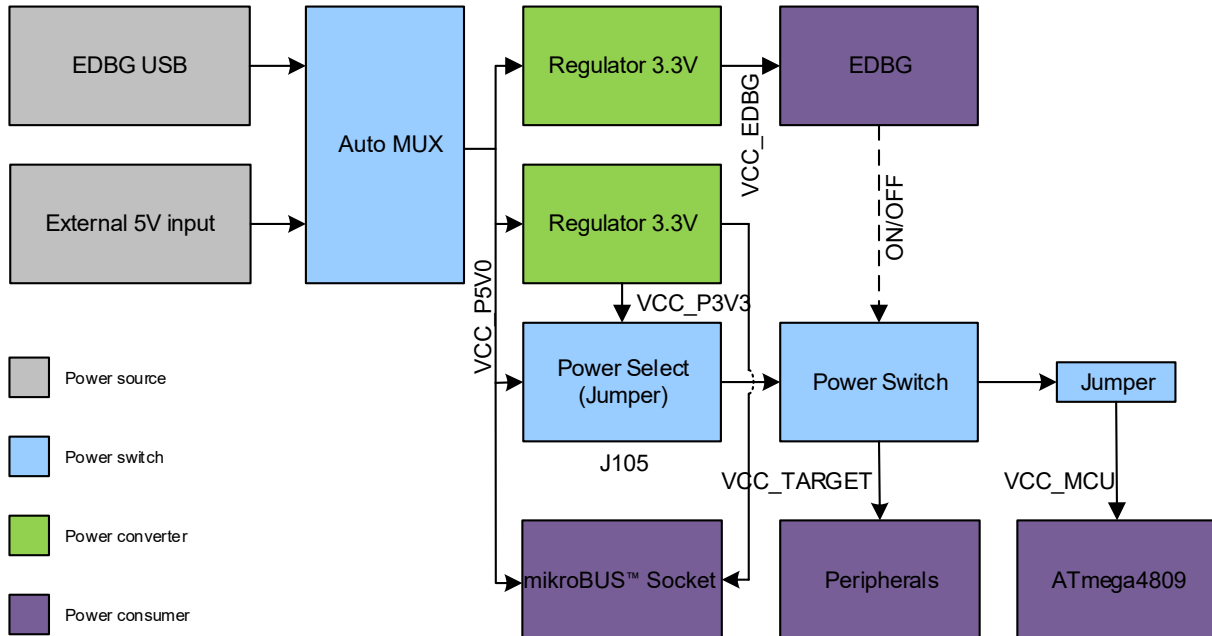 EDBG USB
Regulator 3.3V
EDBG
Auto MUX
VCC_EDBG
External 5V input
Regulator 3.3V
ON/OFF
VCC_P5V0
VCC_P3V3
Power source
Power Select
(Jumper)
Power Switch
Jumper
Power switch
J105
VCC_TARGET
VCC_MCU
Power converter
mikroBUS™ Socket
Peripherals
ATmega4809
Power consumer